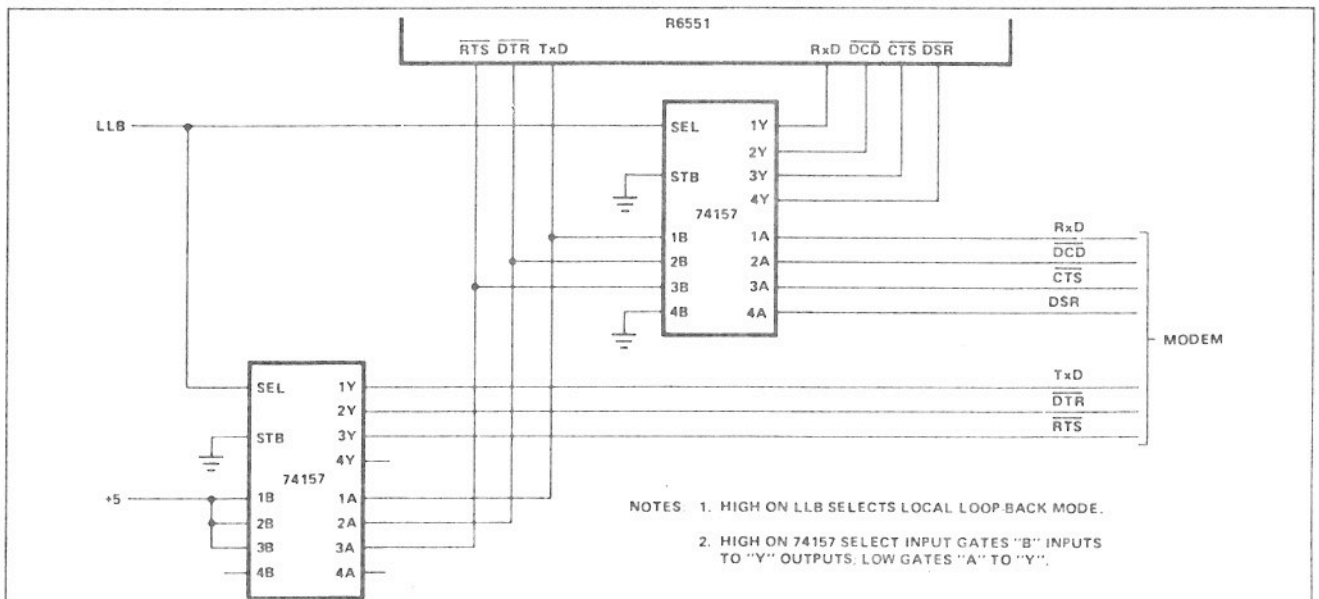 R6551
RTS DTR TxD RxD DCD CTS DSR
LLB
SEL 1Y
2Y
STB 3Y
4Y
74157
1B 1A RxD
2B 2A DCD
3B 3A CTS
4B 4A DSR
MODEM
SEL 1Y TxD
2Y DTR
STB 3Y RTS
4Y
74157
+5 1B 1A
2B 2A
3B 3A
4B 4A
NOTES 1. HIGH ON LLB SELECTS LOCAL LOOP-BACK MODE.
2. HIGH ON 74157 SELECT INPUT GATES "B" INPUTS
TO "Y" OUTPUTS; LOW GATES "A" TO "Y".